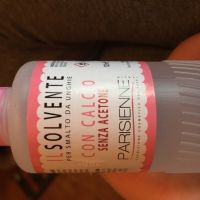 IL SOLVENTE
PER SMALTO DA UNGHIE
CON CALCIO
SENZA ACETONE
PARISIENNE